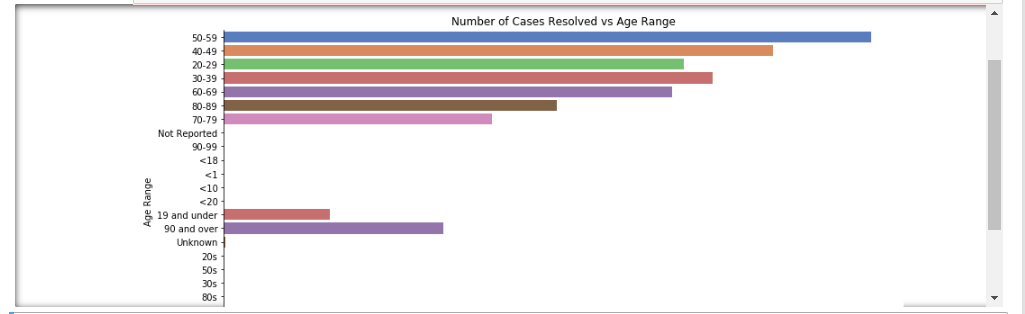 Number of Cases Resolved vs Age Range
50-59
40-49
20-29
30-39
60-69
80-89
70-79
Not Reported
90-99
<18
<1
<10
<20
19 and under
90 and over
Unknown
20s
50s
30s
80s
Age Range